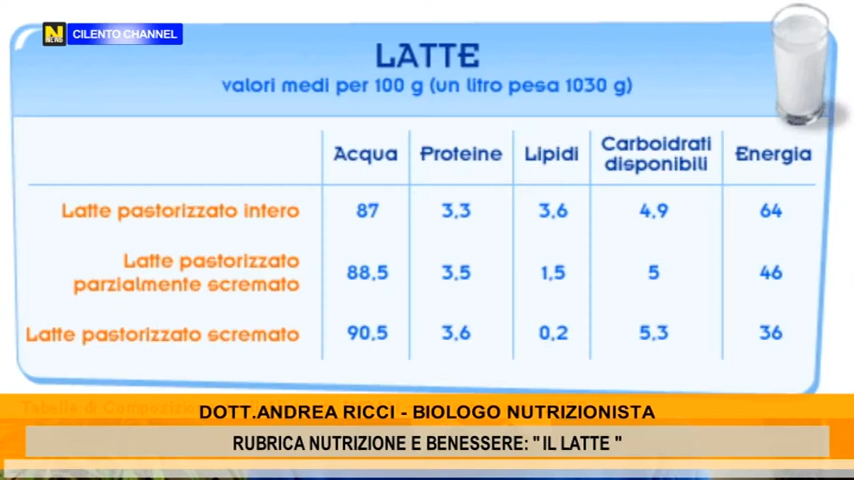 CILENTO CHANNEL
LATTE
valori medi per 100 g (un litro pesa 1030 g)
Acqua Proteine Lipidi Carboidrati disponibili Energia
Latte pastorizzato intero 87 3,3 3,6 4,9 64
Latte pastorizzato parzialmente scremato 88,5 3,5 1,5 5 46
Latte pastorizzato scremato 90,5 3,6 0,2 5,3 36
DOTT.ANDREA RICCI - BIOLOGO NUTRIZIONISTA
RUBRICA NUTRIZIONE E BENESSERE: "IL LATTE "